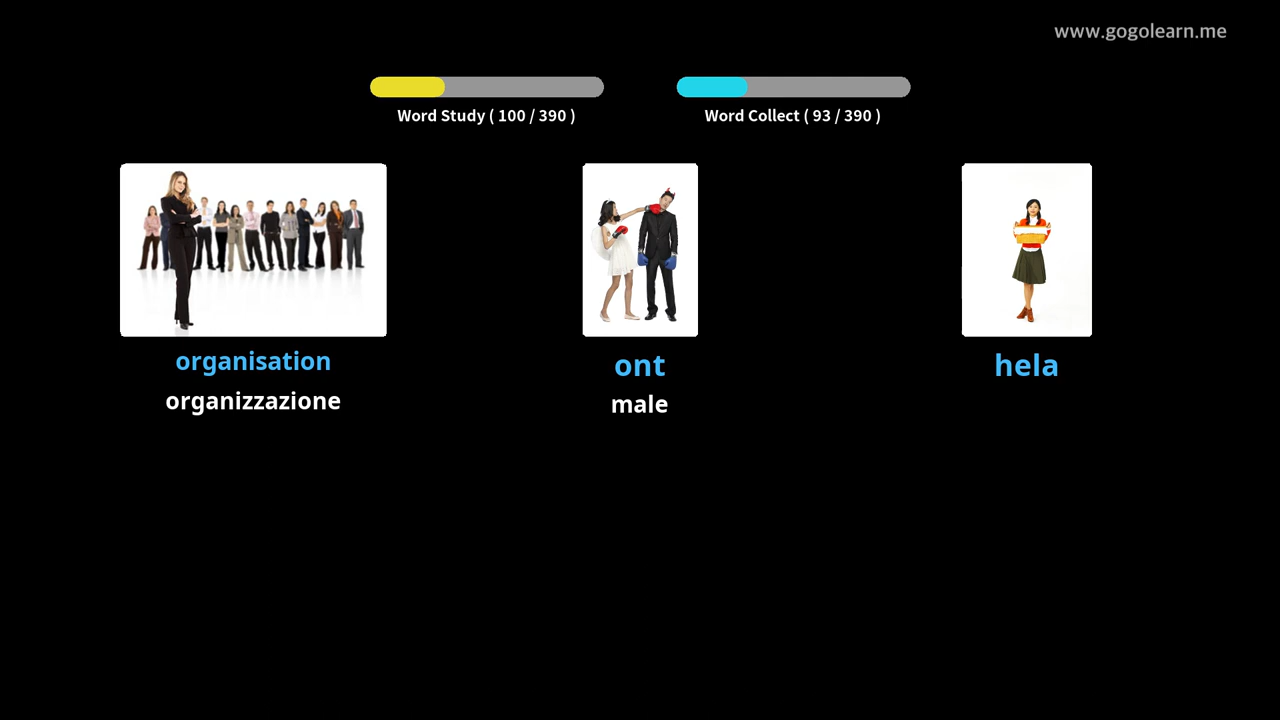 www.gogolearn.me
Word Study ( 100 / 390 )
Word Collect ( 93 / 390 )
organisation
organizzazione
ont
male
hela